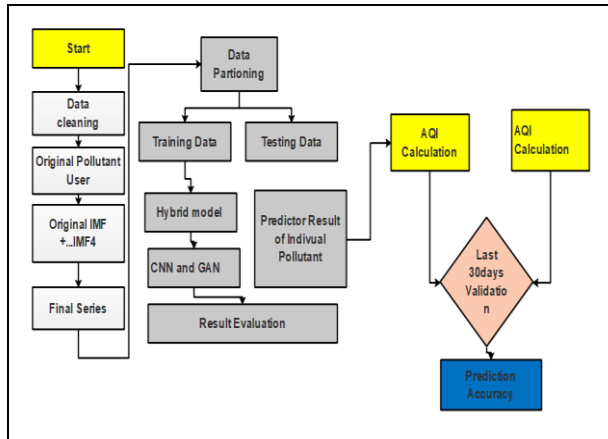 Start
Data
cleaning
Original Pollutant
User
Original IMF
+...IMF4
Final Series
Data
Partioning
Training Data
Testing Data
Hybrid model
CNN and GAN
Result Evaluation
Predictor Result
of Indivual
Pollutant
AQI
Calculation
AQI
Calculation
Last
30days
Validatio
n
Prediction
Accuracy